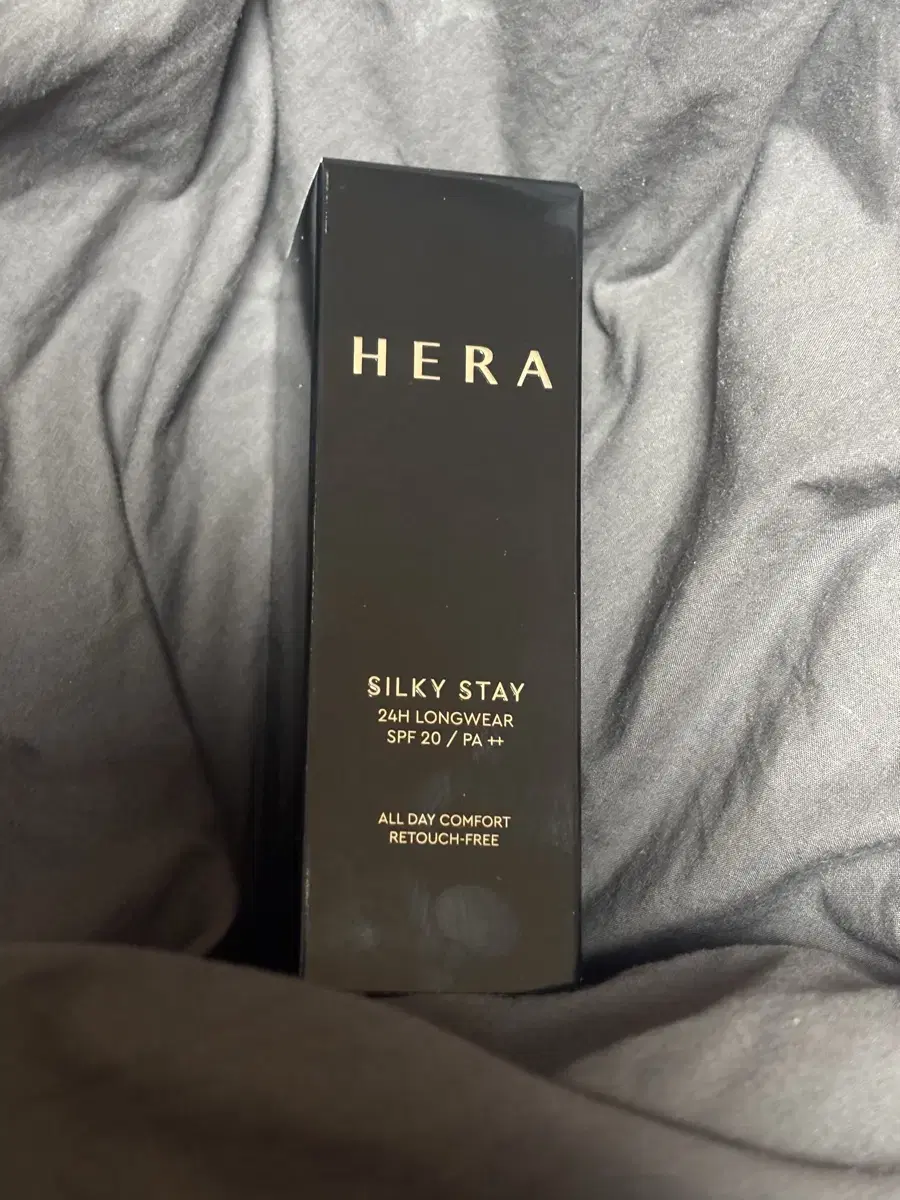 HERA
SILKY STAY
24H LONGWEAR
SPF 20 / PA ++
ALL DAY COMFORT
RETOUCH-FREE